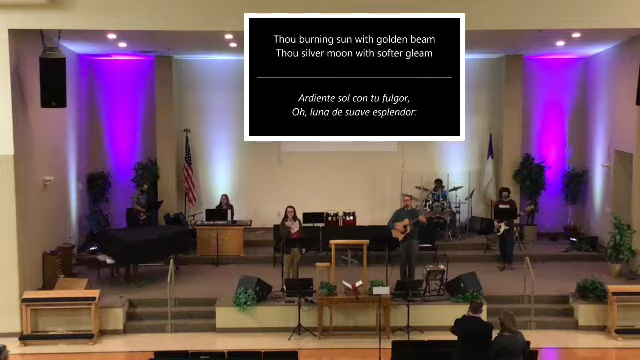 Thou burning sun with golden beam
Thou silver moon with softer gleam
Ardiente sol con tu fulgor,
Oh, luna de suave esplendor: